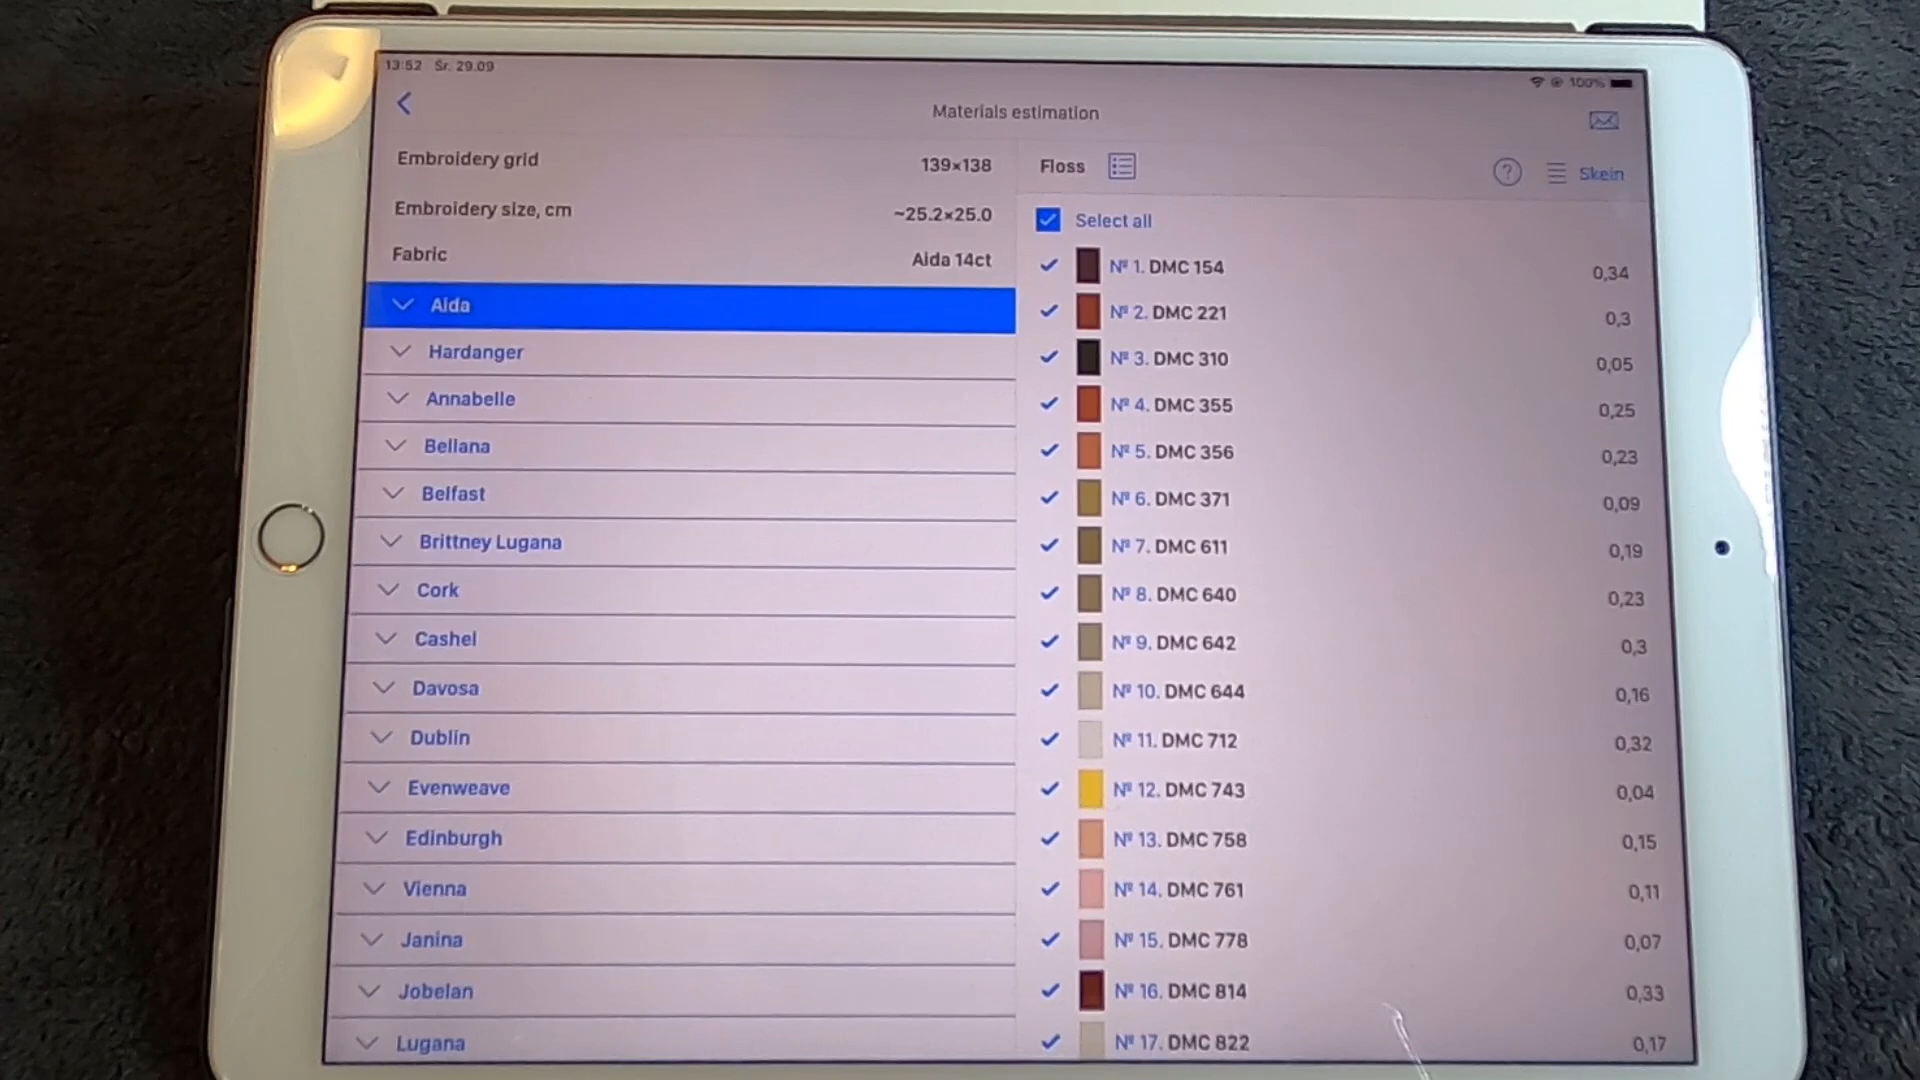 13:52 Śr. 29.09
100%
Materials estimation
Embroidery grid 139×138
Embroidery size, cm ~25.2×25.0
Fabric Aida 14ct
Aida
Hardanger
Annabelle
Bellana
Belfast
Brittney Lugana
Cork
Cashel
Davosa
Dublin
Evenweave
Edinburgh
Vienna
Janina
Jobelan
Lugana
Floss ? Skein
Select all
№ 1. DMC 154 0,34
№ 2. DMC 221 0,3
№ 3. DMC 310 0,05
№ 4. DMC 355 0,25
№ 5. DMC 356 0,23
№ 6. DMC 371 0,09
№ 7. DMC 611 0,19
№ 8. DMC 640 0,23
№ 9. DMC 642 0,3
№ 10. DMC 644 0,16
№ 11. DMC 712 0,32
№ 12. DMC 743 0,04
№ 13. DMC 758 0,15
№ 14. DMC 761 0,11
№ 15. DMC 778 0,07
№ 16. DMC 814 0,33
№ 17. DMC 822 0,17